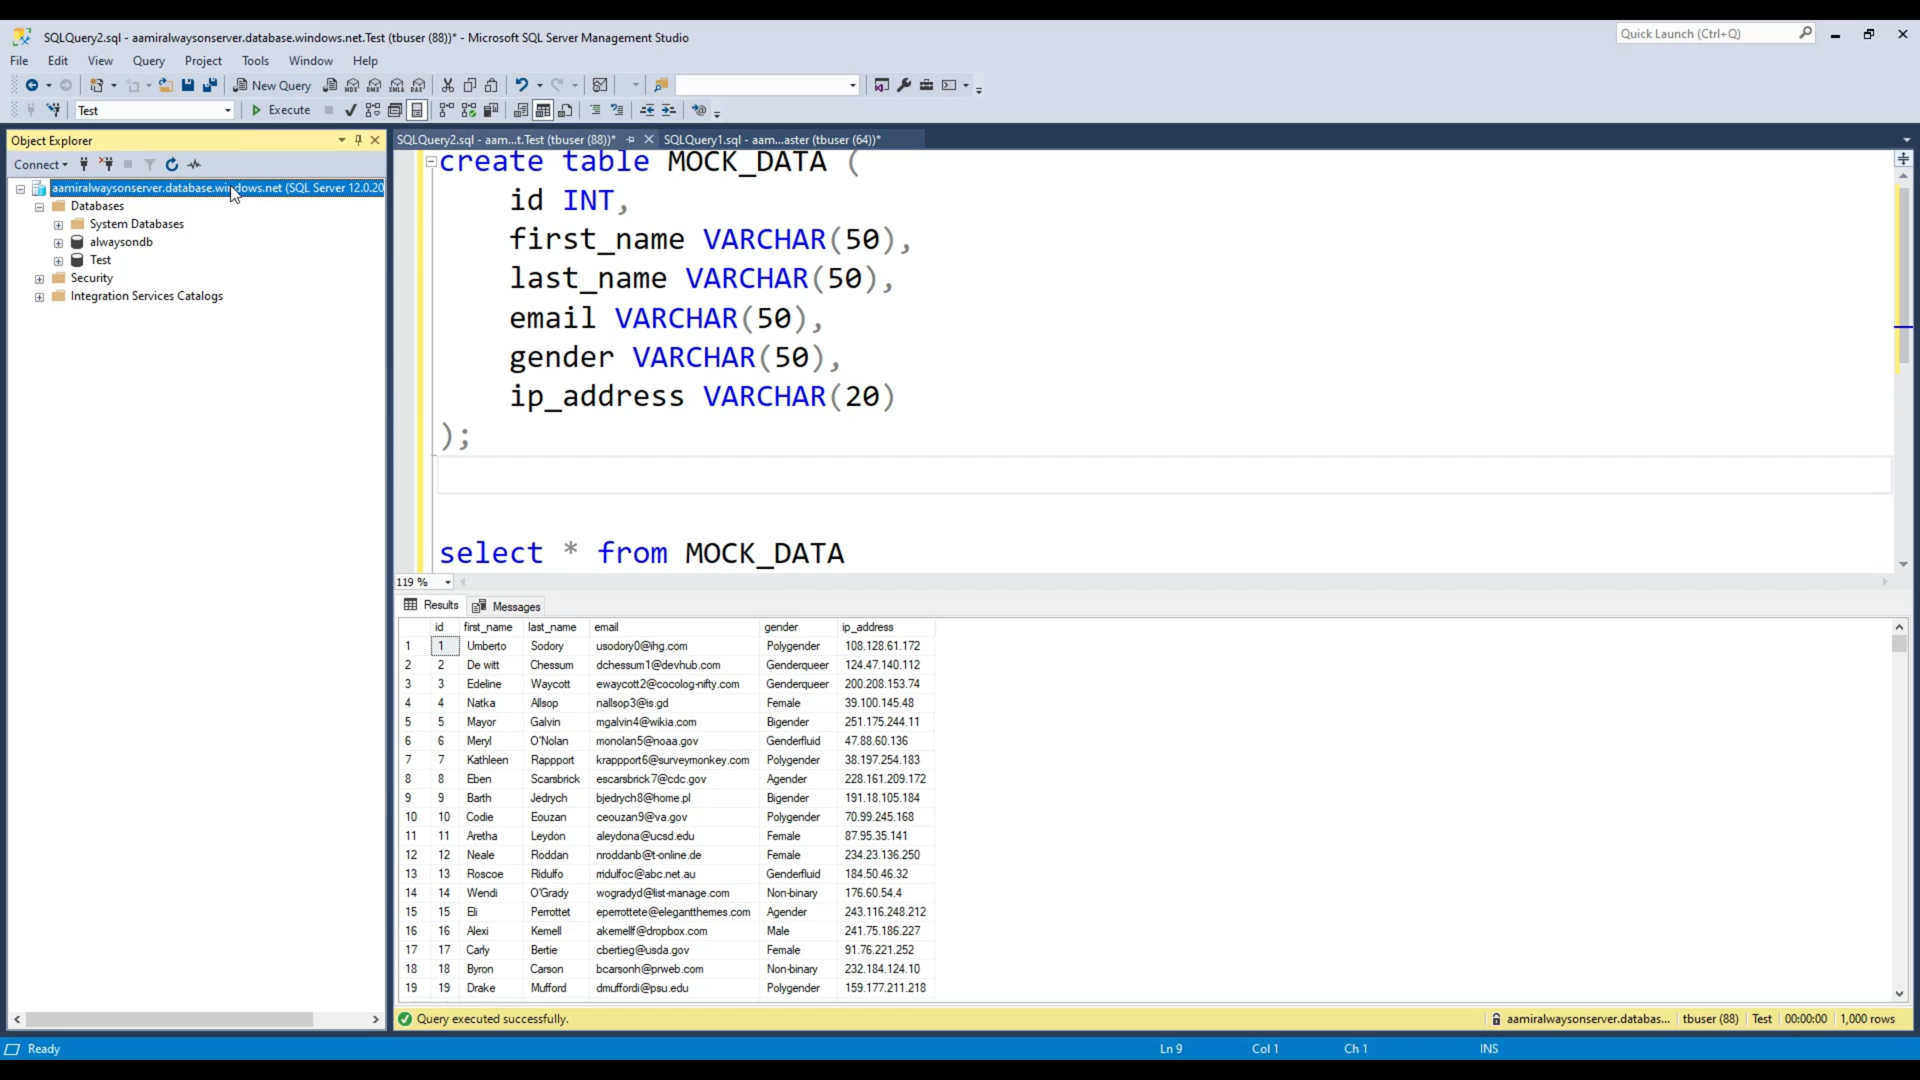 SQLQuery2.sql - aamiralwaysonserver.database.windows.net.Test (tbuser (88))* - Microsoft SQL Server Management Studio
Quick Launch (Ctrl+Q)
File Edit View Query Project Tools Window Help
New Query
MDX DMX XMLA DAX
Test
Execute
Object Explorer
Connect
aamiralwaysonserver.database.windows.net (SQL Server 12.0.20
Databases
System Databases
alwaysondb
Test
Security
Integration Services Catalogs
SQLQuery2.sql - aam...t.Test (tbuser (88))* SQLQuery1.sql - aam...aster (tbuser (64))*
create table MOCK_DATA (
id INT,
first_name VARCHAR(50),
last_name VARCHAR(50),
email VARCHAR(50),
gender VARCHAR(50),
ip_address VARCHAR(20)
);
select * from MOCK_DATA
119 %
Results Messages
id first_name last_name email gender ip_address
1 1 Umberto Sodory usodory0@ihg.com Polygender 108.128.61.172
2 2 De witt Chessum dchessum1@devhub.com Genderqueer 124.47.140.112
3 3 Edeline Waycott ewaycott2@cocolog-nifty.com Genderqueer 200.208.153.74
4 4 Natka Allsop nallsop3@is.gd Female 39.100.145.48
5 5 Mayor Galvin mgalvin4@wikia.com Bigender 251.175.244.11
6 6 Meryl O'Nolan monolan5@noaa.gov Genderfluid 47.88.60.136
7 7 Kathleen Rappport krappport6@surveymonkey.com Polygender 38.197.254.183
8 8 Eben Scarsbrick escarsbrick7@cdc.gov Agender 228.161.209.172
9 9 Barth Jedrych bjedrych8@home.pl Bigender 191.18.105.184
10 10 Codie Eouzan ceouzan9@va.gov Polygender 70.99.245.168
11 11 Aretha Leydon aleydona@ucsd.edu Female 87.95.35.141
12 12 Neale Roddan nroddanb@t-online.de Female 234.23.136.250
13 13 Roscoe Ridulfo rridulfoc@abc.net.au Genderfluid 184.50.46.32
14 14 Wendi O'Grady wogradyd@list-manage.com Non-binary 176.60.54.4
15 15 Eli Perrottet eperrottete@elegantthemes.com Agender 243.116.248.212
16 16 Alexi Kemell akemellf@dropbox.com Male 241.75.186.227
17 17 Carly Bertie cbertieg@usda.gov Female 91.76.221.252
18 18 Byron Carson bcarsonh@prweb.com Non-binary 232.184.124.10
19 19 Drake Mufford dmuffordi@psu.edu Polygender 159.177.211.218
Query executed successfully. aamiralwaysonserver.databas... tbuser (88) Test 00:00:00 1,000 rows
Ready Ln 9 Col 1 Ch 1 INS